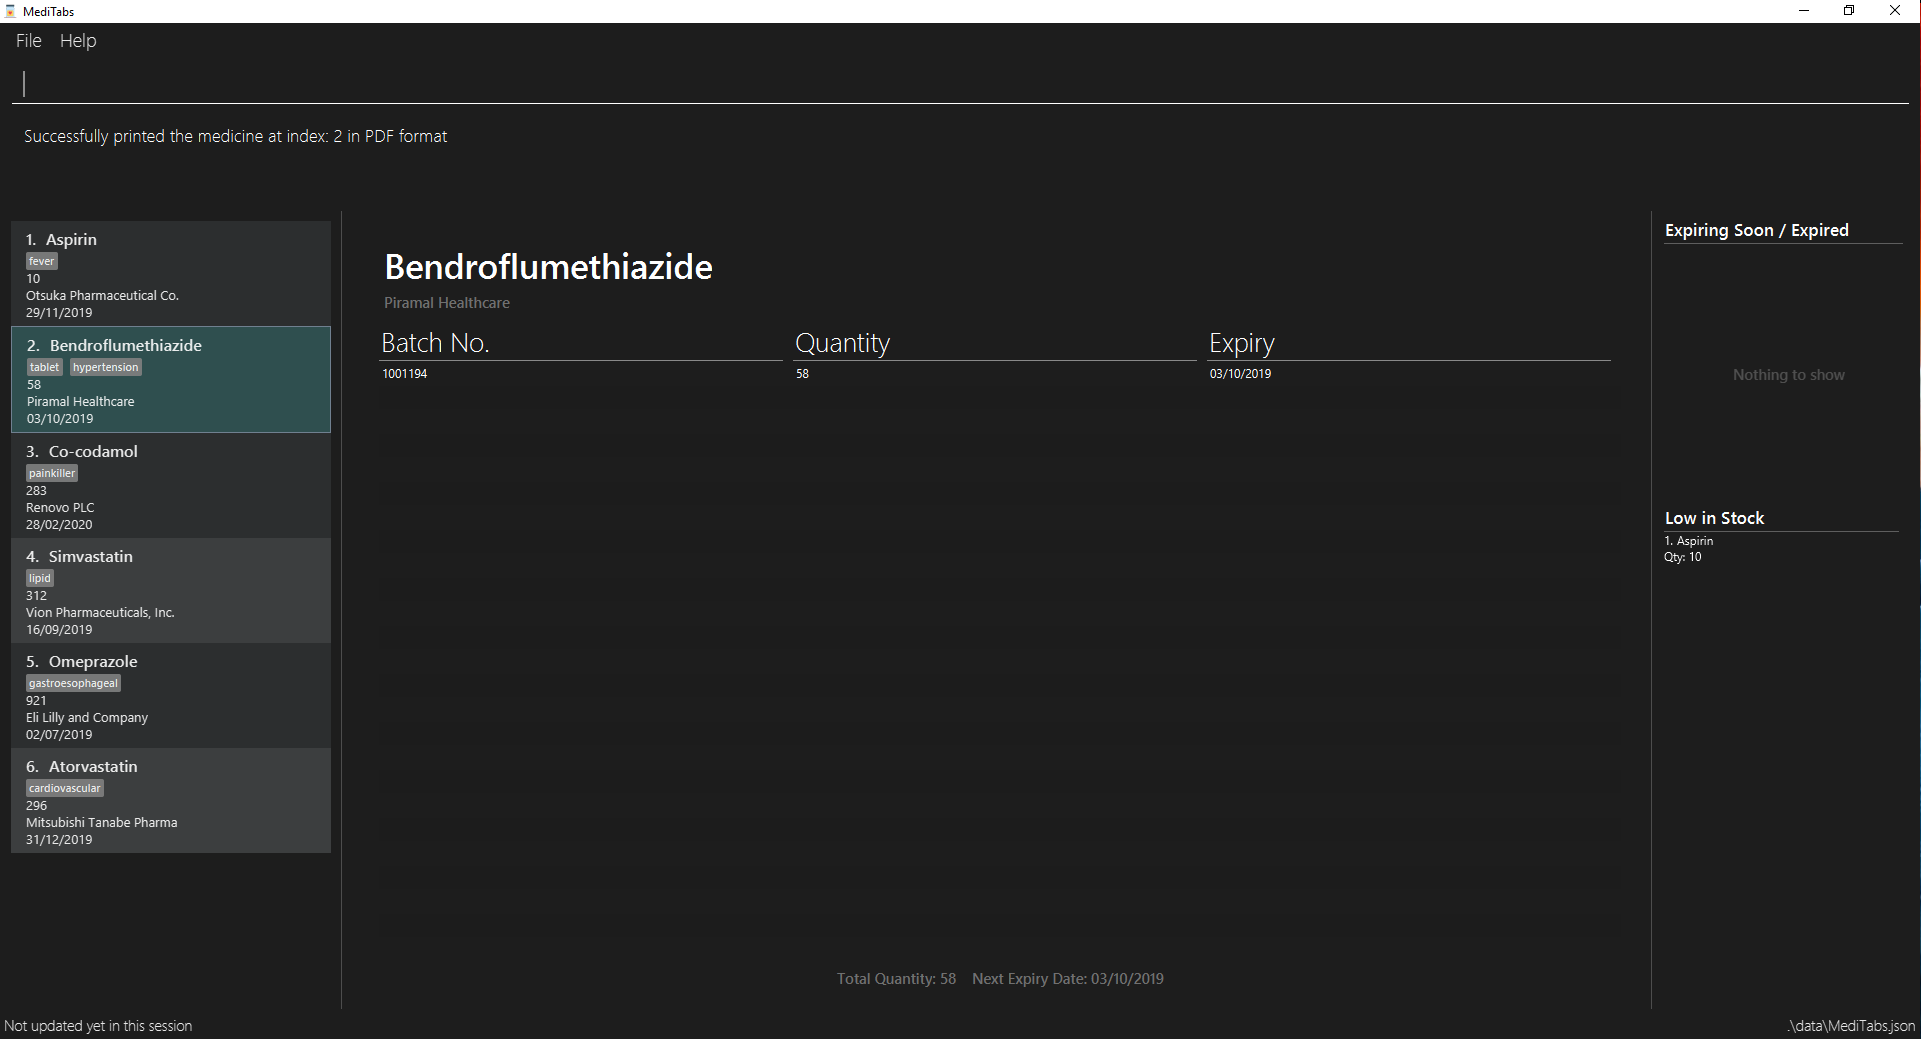 MediTabs
File Help
Successfully printed the medicine at index: 2 in PDF format
1. Aspirin
fever
10
Otsuka Pharmaceutical Co.
29/11/2019
2. Bendroflumethiazide
tablet hypertension
58
Piramal Healthcare
03/10/2019
3. Co-codamol
painkiller
283
Renovo PLC
28/02/2020
4. Simvastatin
lipid
312
Vion Pharmaceuticals, Inc.
16/09/2019
5. Omeprazole
gastroesophageal
921
Eli Lilly and Company
02/07/2019
6. Atorvastatin
cardiovascular
296
Mitsubishi Tanabe Pharma
31/12/2019
Bendroflumethiazide
Piramal Healthcare
Batch No. Quantity Expiry
1001194 58 03/10/2019
Total Quantity: 58 Next Expiry Date: 03/10/2019
Expiring Soon / Expired
Nothing to show
Low in Stock
1. Aspirin
Qty: 10
Not updated yet in this session
.\data\MediTabs.json